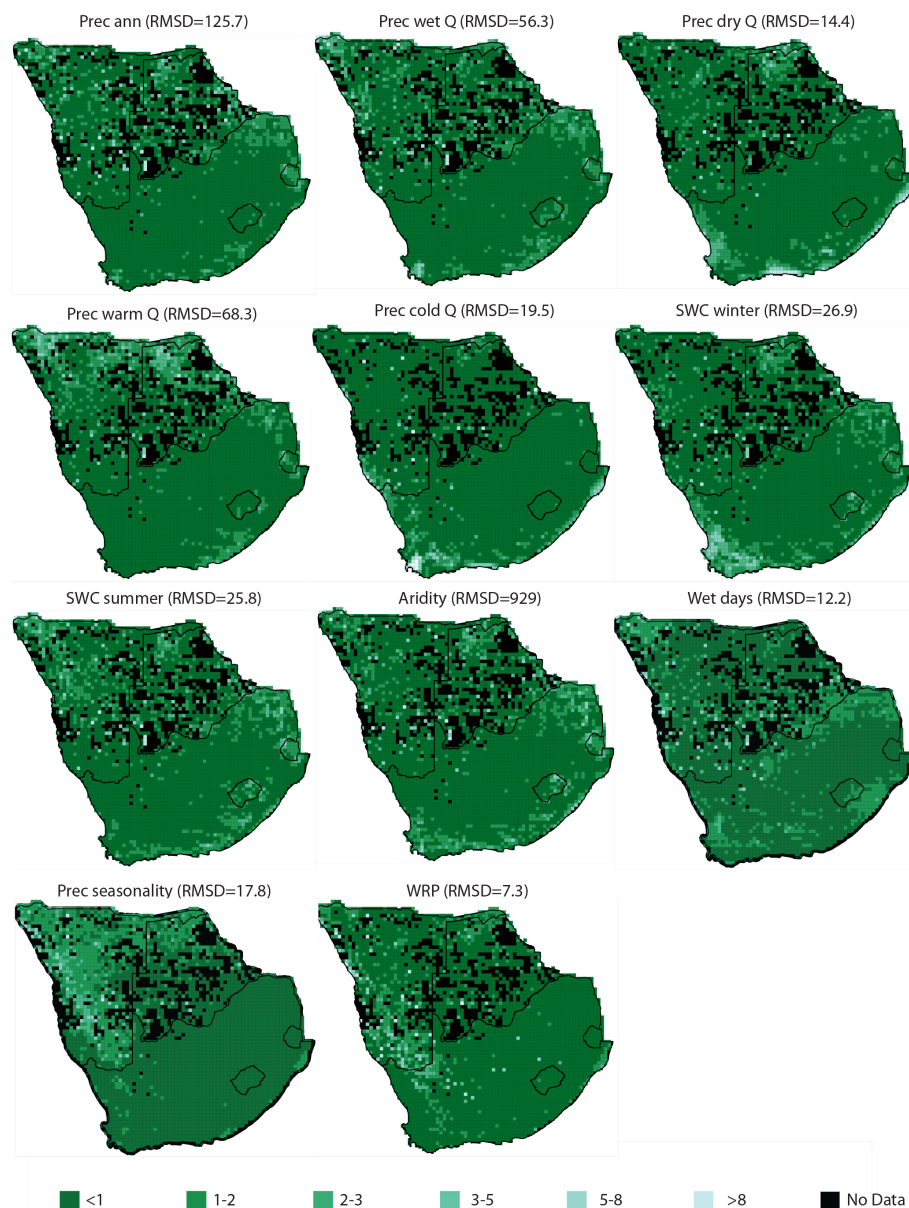 Prec ann (RMSD=125.7)
Prec wet Q (RMSD=56.3)
Prec dry Q (RMSD=14.4)
Prec warm Q (RMSD=68.3)
Prec cold Q (RMSD=19.5)
SWC winter (RMSD=26.9)
SWC summer (RMSD=25.8)
Aridity (RMSD=929)
Wet days (RMSD=12.2)
Prec seasonality (RMSD=17.8)
WRP (RMSD=7.3)
<1
1-2
2-3
3-5
5-8
>8
No Data